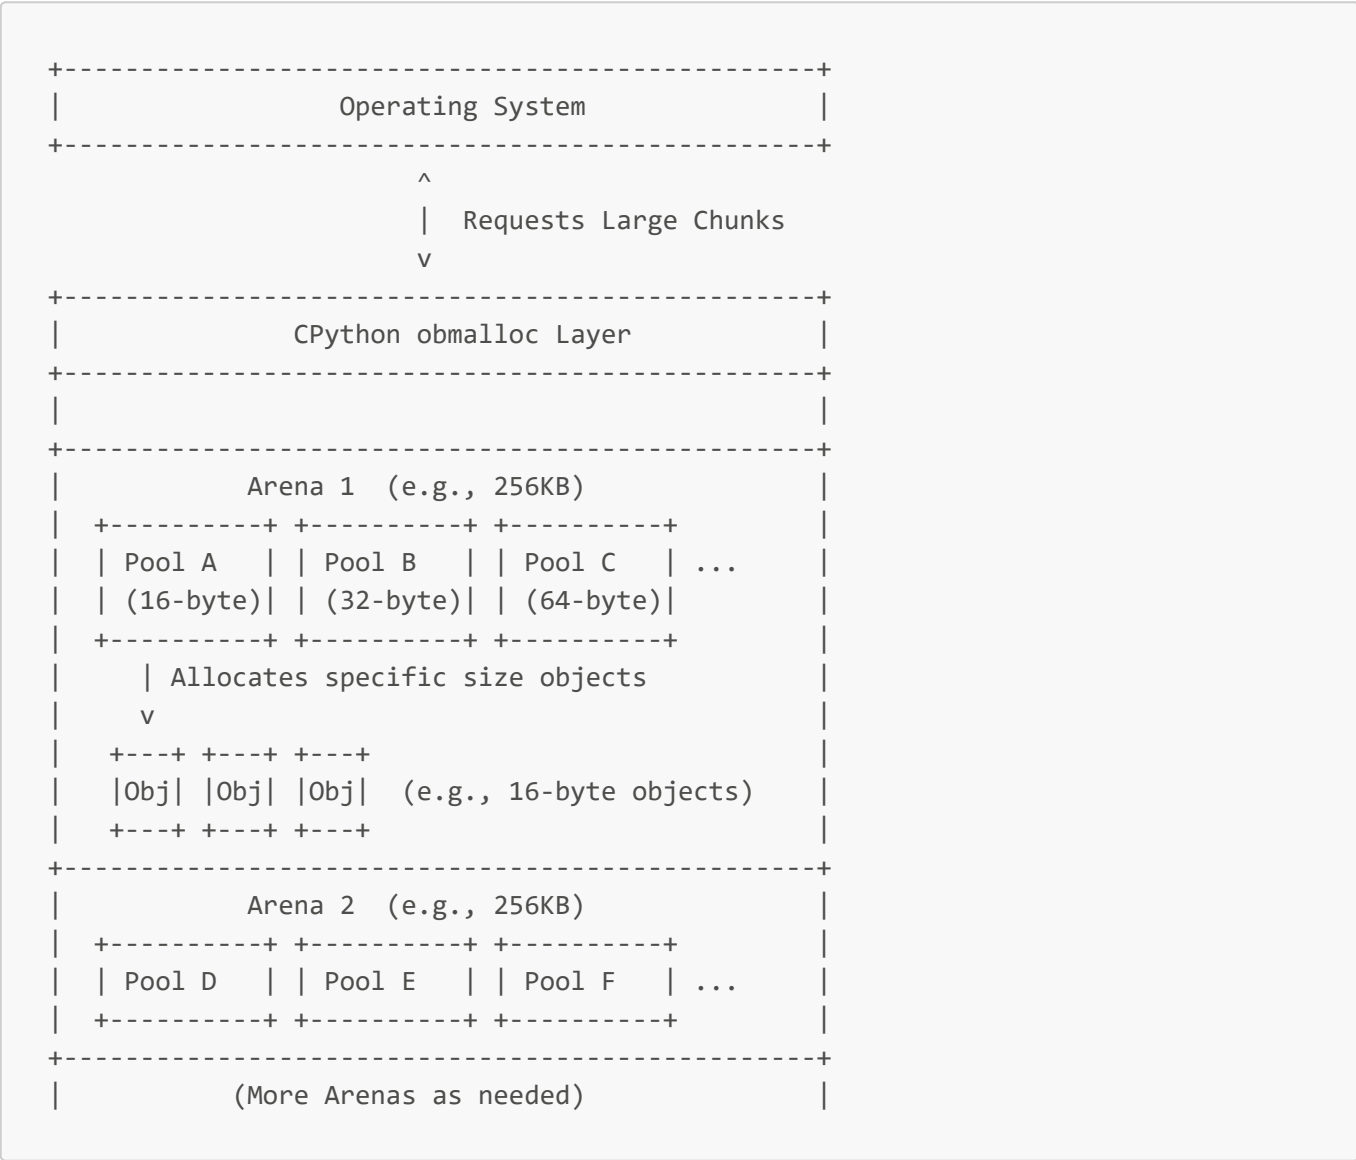 +-------------------------------------------------+
|                  Operating System               |
+-------------------------------------------------+
                        ^
                        |  Requests Large Chunks
                        v
+-------------------------------------------------+
|               CPython obmalloc Layer            |
+-------------------------------------------------+
|                                                 |
+-------------------------------------------------+
|            Arena 1  (e.g., 256KB)               |
|  +----------+ +----------+ +----------+         |
|  | Pool A   | | Pool B   | | Pool C   | ...     |
|  | (16-byte)| | (32-byte)| | (64-byte)|         |
|  +----------+ +----------+ +----------+         |
|     | Allocates specific size objects           |
|     v                                           |
|   +---+ +---+ +---+                             |
|   |Obj| |Obj| |Obj|  (e.g., 16-byte objects)    |
|   +---+ +---+ +---+                             |
+-------------------------------------------------+
|            Arena 2  (e.g., 256KB)               |
|  +----------+ +----------+ +----------+         |
|  | Pool D   | | Pool E   | | Pool F   | ...     |
|  +----------+ +----------+ +----------+         |
+-------------------------------------------------+
|           (More Arenas as needed)               |